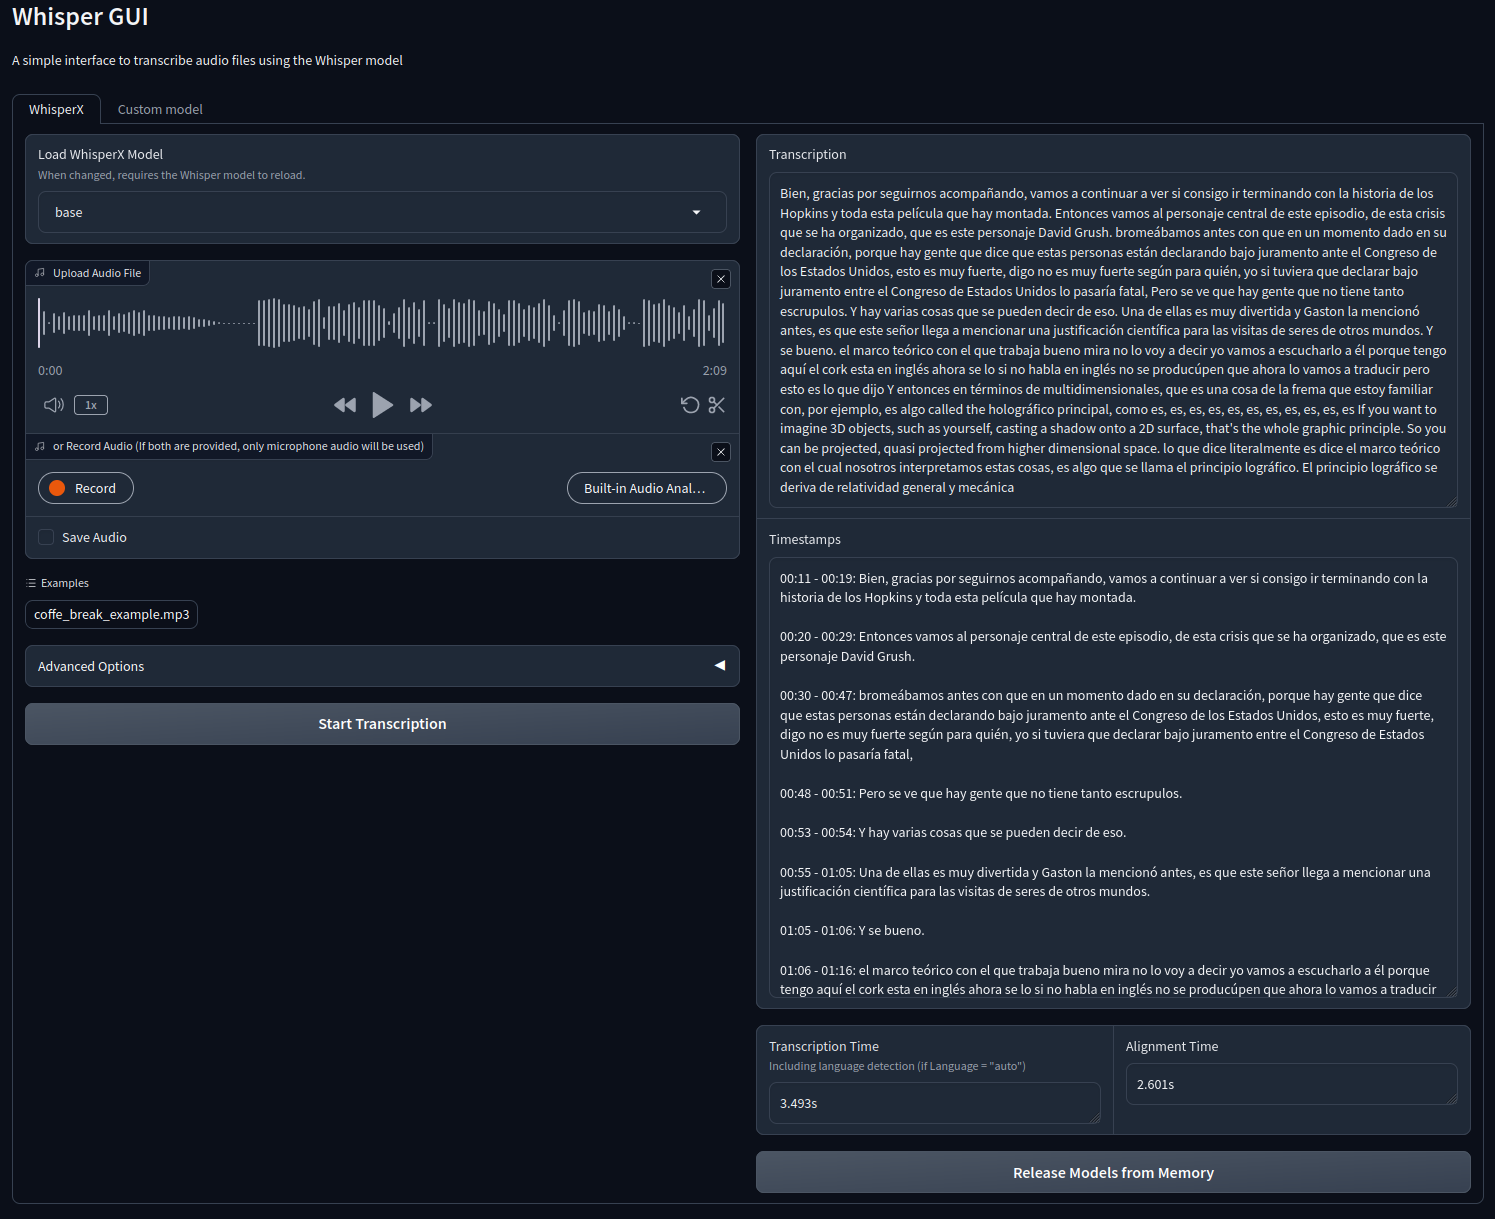 Whisper GUI
A simple interface to transcribe audio files using the Whisper model
WhisperX
Custom model
Load WhisperX Model
When changed, requires the Whisper model to reload.
base
Upload Audio File
0:00
2:09
1x
or Record Audio (If both are provided, only microphone audio will be used)
Record
Built-in Audio Anal...
Save Audio
Examples
coffe_break_example.mp3
Advanced Options
Start Transcription
Transcription
Bien, gracias por seguirnos acompañando, vamos a continuar a ver si consigo ir terminando con la historia de los
Hopkins y toda esta película que hay montada. Entonces vamos al personaje central de este episodio, de esta crisis
que se ha organizado, que es este personaje David Grush. bromeábamos antes con que en un momento dado en su
declaración, porque hay gente que dice que estas personas están declarando bajo juramento ante el Congreso de
los Estados Unidos, esto es muy fuerte, digo no es muy fuerte según para quién, yo si tuviera que declarar bajo
juramento entre el Congreso de Estados Unidos lo pasaría fatal, Pero se ve que hay gente que no tiene tanto
escrupulos. Y hay varias cosas que se pueden decir de eso. Una de ellas es muy divertida y Gaston la mencionó
antes, es que este señor llega a mencionar una justificación científica para las visitas de seres de otros mundos. Y
se bueno. el marco teórico con el que trabaja bueno mira no lo voy a decir yo vamos a escucharlo a él porque tengo
aquí el cork esta en inglés ahora se lo si no habla en inglés no se producúpen que ahora lo vamos a traducir pero
esto es lo que dijo Y entonces en términos de multidimensionales, que es una cosa de la frema que estoy familiar
con, por ejemplo, es algo called the holográfico principal, como es, es, es, es, es, es, es, es, es, es, es If you want to
imagine 3D objects, such as yourself, casting a shadow onto a 2D surface, that's the whole graphic principle. So you
can be projected, quasi projected from higher dimensional space. lo que dice literalmente es dice el marco teórico
con el cual nosotros interpretamos estas cosas, es algo que se llama el principio lográfico. El principio lográfico se
deriva de relatividad general y mecánica
Timestamps
00:11 - 00:19: Bien, gracias por seguirnos acompañando, vamos a continuar a ver si consigo ir terminando con la
historia de los Hopkins y toda esta película que hay montada.
00:20 - 00:29: Entonces vamos al personaje central de este episodio, de esta crisis que se ha organizado, que es este
personaje David Grush.
00:30 - 00:47: bromeábamos antes con que en un momento dado en su declaración, porque hay gente que dice
que estas personas están declarando bajo juramento ante el Congreso de los Estados Unidos, esto es muy fuerte,
digo no es muy fuerte según para quién, yo si tuviera que declarar bajo juramento entre el Congreso de Estados
Unidos lo pasaría fatal,
00:48 - 00:51: Pero se ve que hay gente que no tiene tanto escrupulos.
00:53 - 00:54: Y hay varias cosas que se pueden decir de eso.
00:55 - 01:05: Una de ellas es muy divertida y Gaston la mencionó antes, es que este señor llega a mencionar una
justificación científica para las visitas de seres de otros mundos.
01:05 - 01:06: Y se bueno.
01:06 - 01:16: el marco teórico con el que trabaja bueno mira no lo voy a decir yo vamos a escucharlo a él porque
tengo aquí el cork esta en inglés ahora se lo si no habla en inglés no se producúpen que ahora lo vamos a traducir
Transcription Time
Including language detection (if Language = "auto")
3.493s
Alignment Time
2.601s
Release Models from Memory